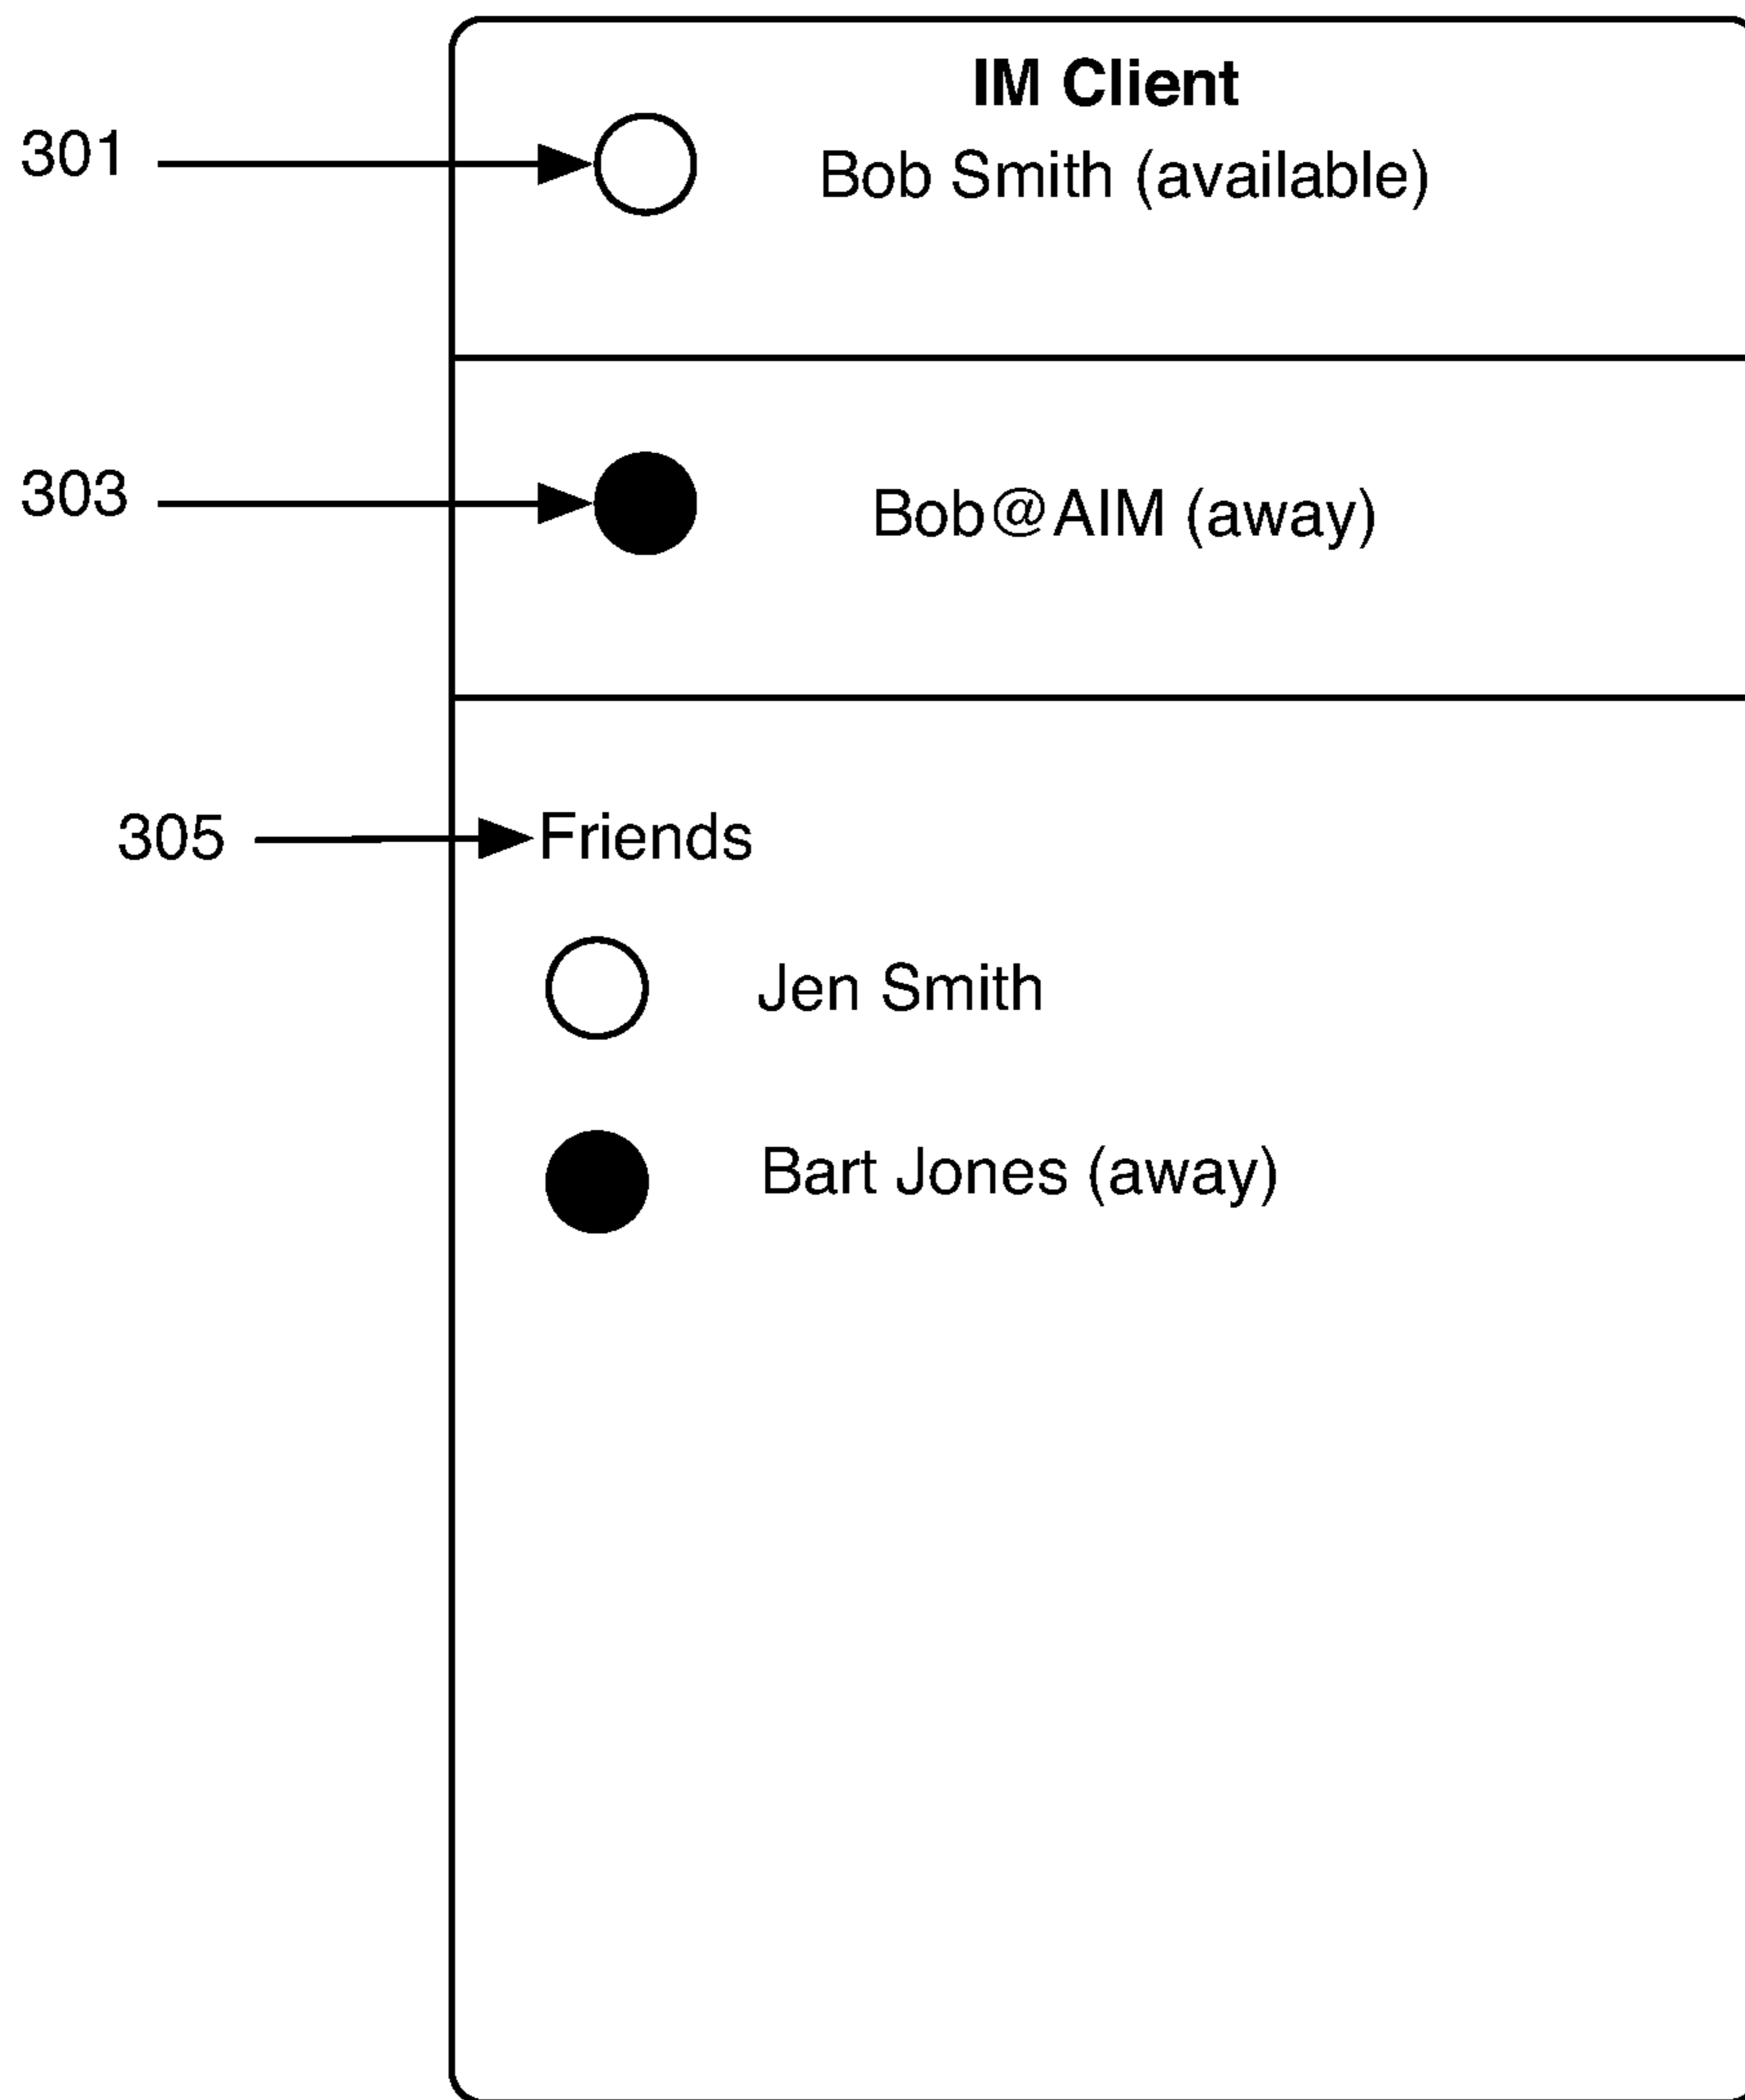 IM Client
301
Bob Smith (available)
303
Bob@AIM (away)
305
Friends
Jen Smith
Bart Jones (away)